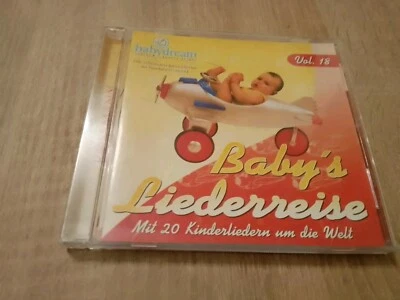 babydream
Vol. 18
Baby's
Liederreise
Mit 20 Kinderliedern um die Welt